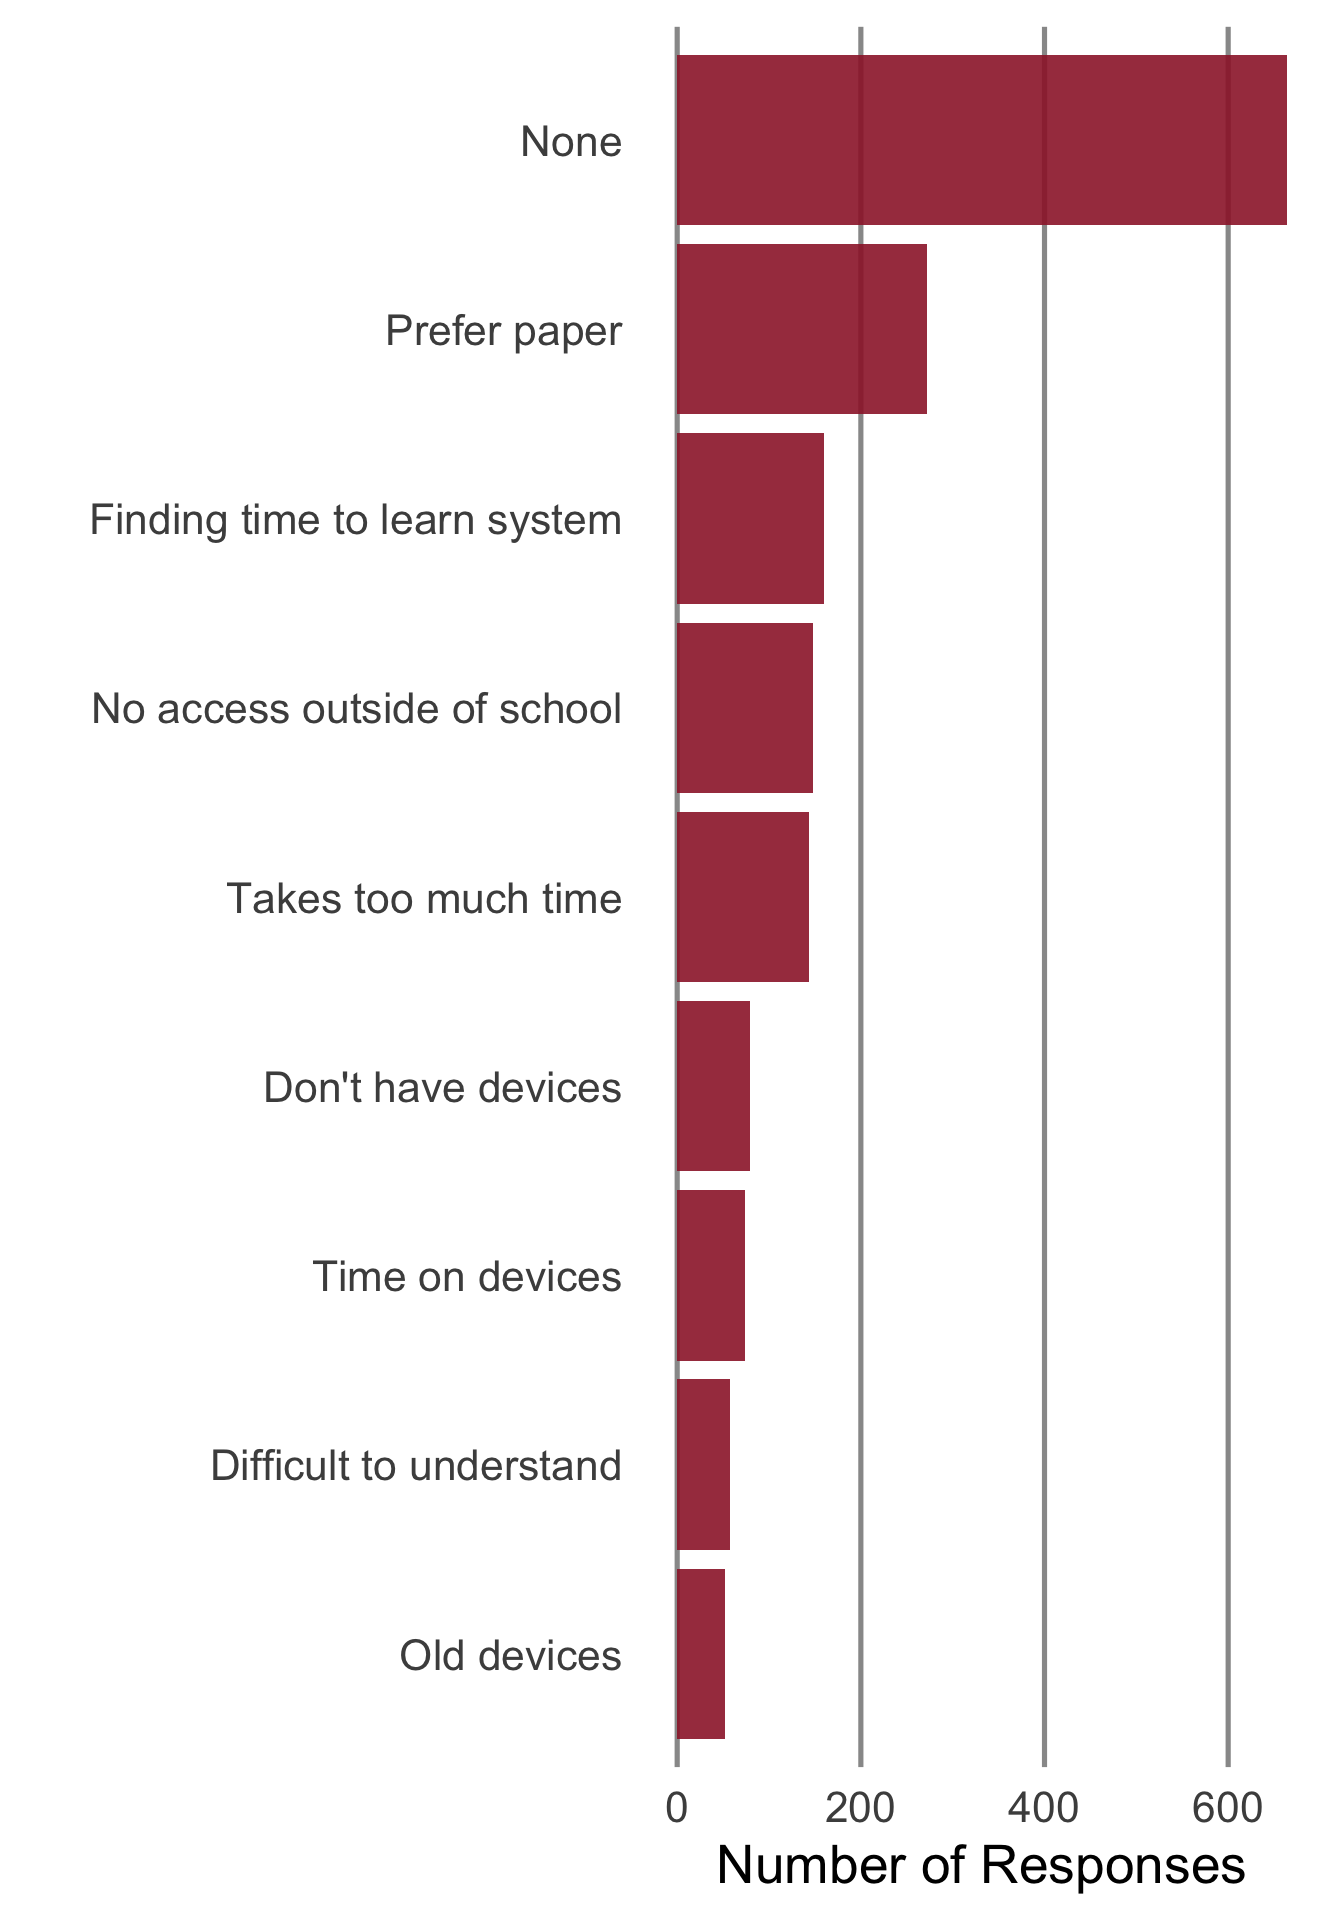 None
Prefer paper
Finding time to learn system
No access outside of school
Takes too much time
Don't have devices
Time on devices
Difficult to understand
Old devices
0 200 400 600
Number of Responses